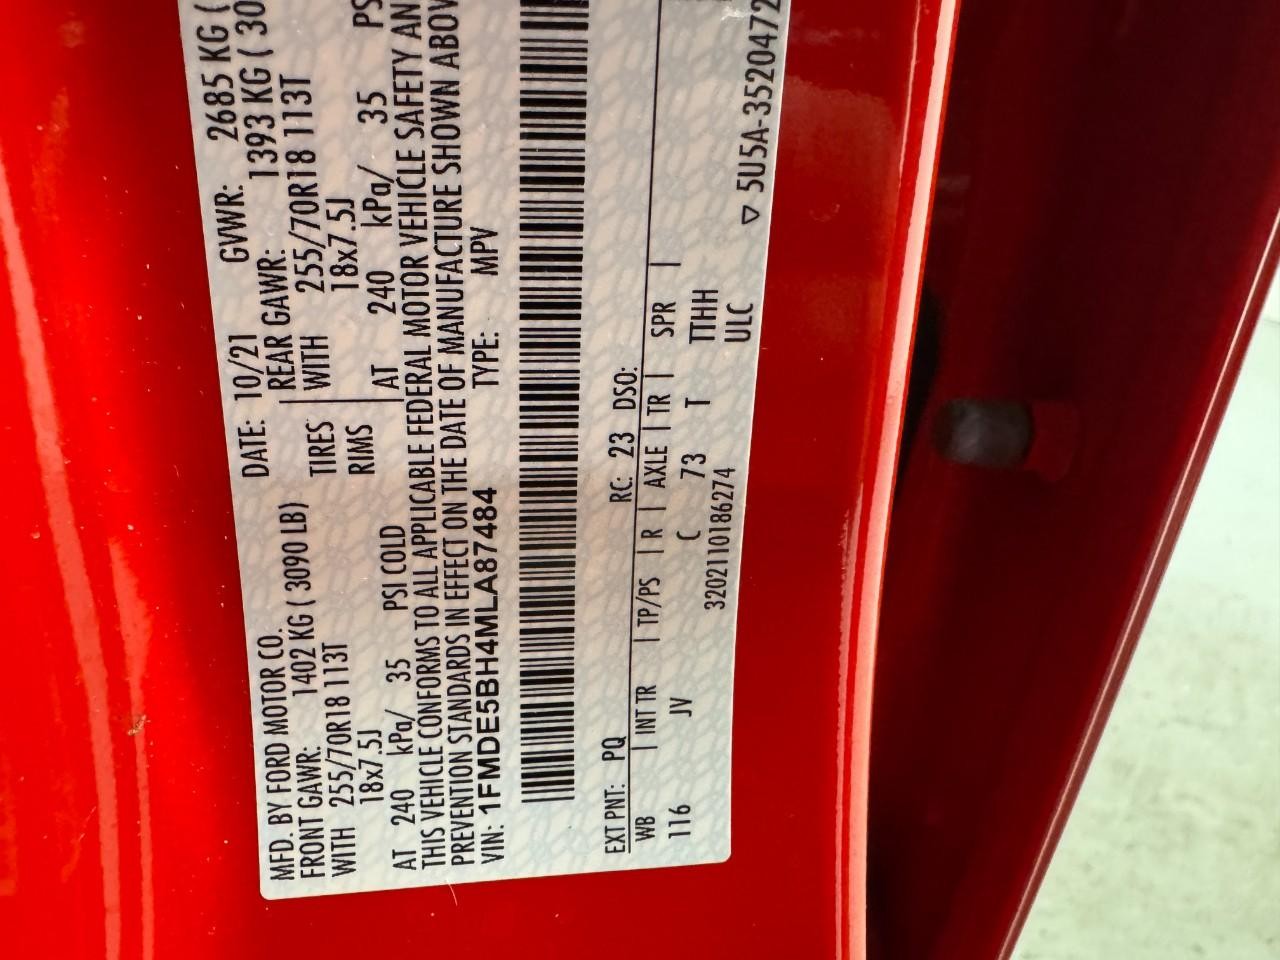 MFD. BY FORD MOTOR CO. DATE: 10/21 GVWR: 2685 KG (
FRONT GAWR: 1402 KG ( 3090 LB) REAR GAWR: 1393 KG ( 30
WITH 255/70R18 113T TIRES WITH 255/70R18 113T
18x7.5J RIMS 18x7.5J
AT 240 kPa/ 35 PSI COLD AT 240 kPa/ 35 PS
THIS VEHICLE CONFORMS TO ALL APPLICABLE FEDERAL MOTOR VEHICLE SAFETY AN
PREVENTION STANDARDS IN EFFECT ON THE DATE OF MANUFACTURE SHOWN ABOV
VIN: 1FMDE5BH4MLA87484 TYPE: MPV
EXT PNT: PQ RC: 23 DSO:
WB | INT TR | TP/PS | R | AXLE | TR | SPR |
116 JV C 73 T TTHH
3202110186274 ULC
▽ 5U5A-3520472